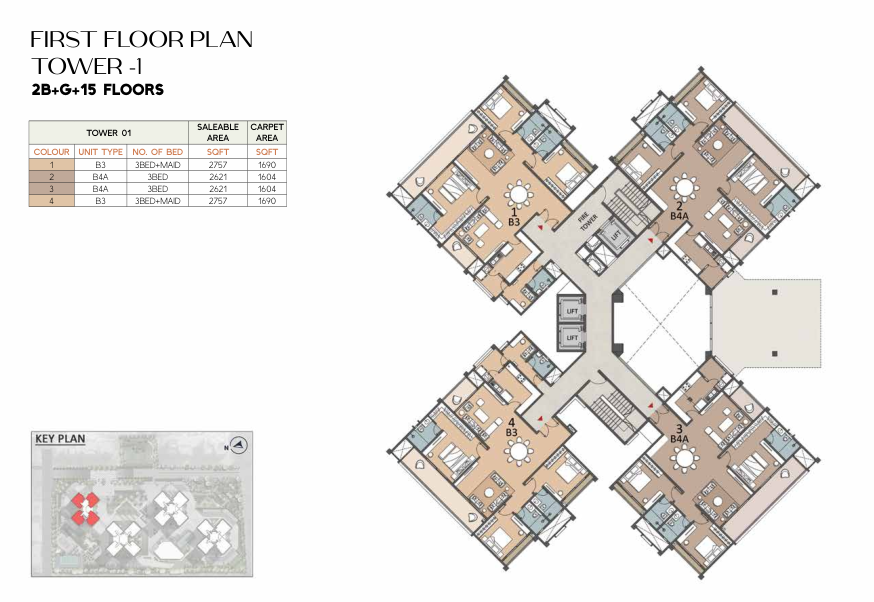 FIRST FLOOR PLAN
TOWER -1
2B+G+15 FLOORS
TOWER 01 SALEABLE AREA CARPET AREA
COLOUR UNIT TYPE NO. OF BED SQFT SQFT
1 B3 3BED+MAID 2757 1690
2 B4A 3BED 2621 1604
3 B4A 3BED 2621 1604
4 B3 3BED+MAID 2757 1690
1
B3
2
B4A
FIRE
TOWER
LIFT
LIFT
LIFT
4
B3
3
B4A
KEY PLAN
N